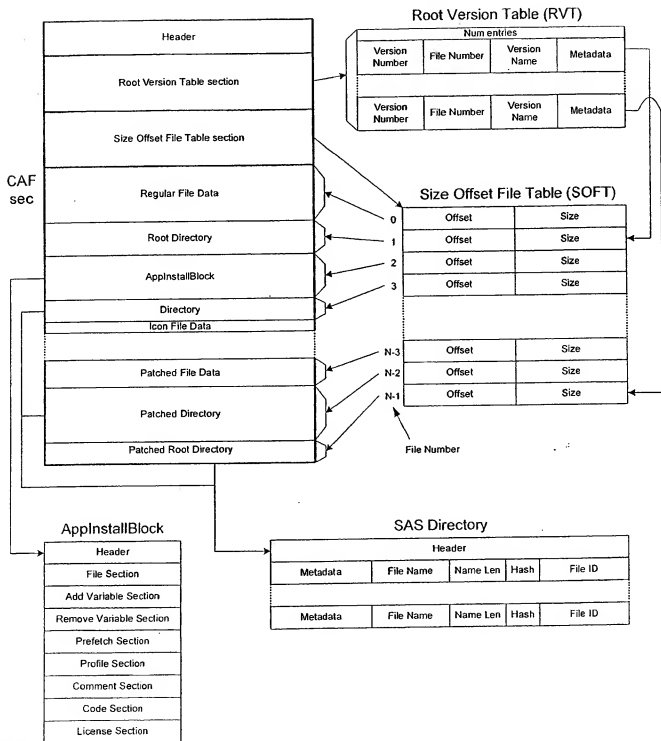 Root Version Table (RVT)
Num entries
Version Number
File Number
Version Name
Metadata
Version Number
File Number
Version Name
Metadata
CAF sec
Header
Root Version Table section
Size Offset File Table section
Regular File Data
Root Directory
AppInstallBlock
Directory
Icon File Data
Patched File Data
Patched Directory
Patched Root Directory
Size Offset File Table (SOFT)
0 Offset Size
1 Offset Size
2 Offset Size
3 Offset Size
N-3 Offset Size
N-2 Offset Size
N-1 Offset Size
File Number
AppInstallBlock
Header
File Section
Add Variable Section
Remove Variable Section
Prefetch Section
Profile Section
Comment Section
Code Section
License Section
SAS Directory
Header
Metadata File Name Name Len Hash File ID
Metadata File Name Name Len Hash File ID